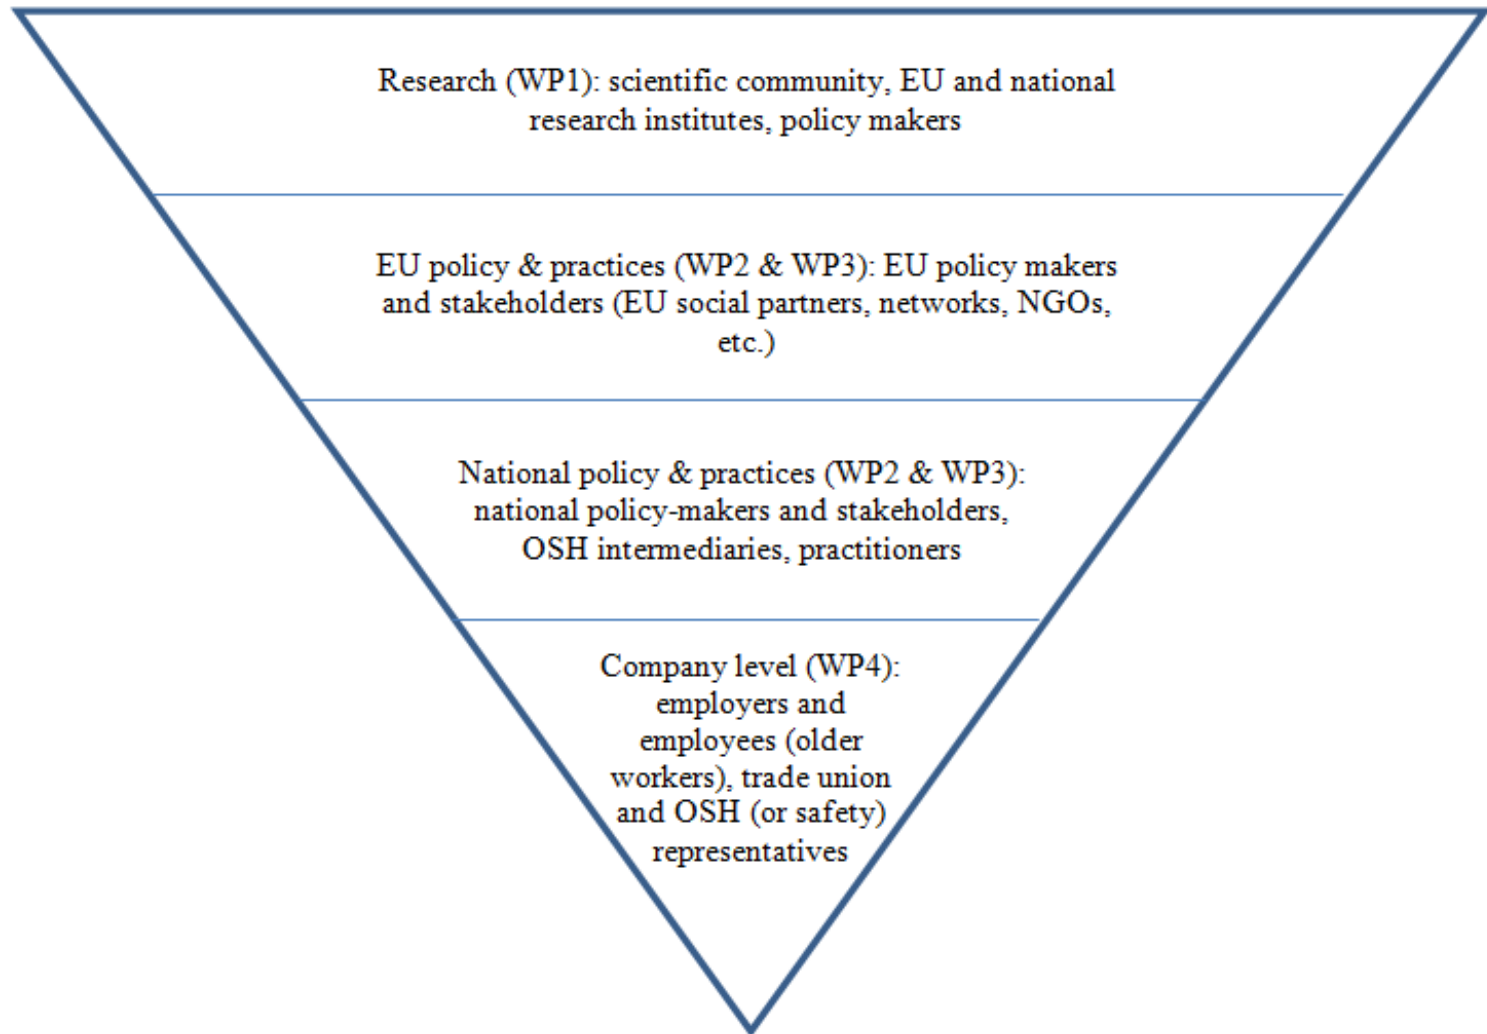 Research (WP1): scientific community, EU and national
research institutes, policy makers
EU policy & practices (WP2 & WP3): EU policy makers
and stakeholders (EU social partners, networks, NGOs,
etc.)
National policy & practices (WP2 & WP3):
national policy-makers and stakeholders,
OSH intermediaries, practitioners
Company level (WP4):
employers and
employees (older
workers), trade union
and OSH (or safety)
representatives